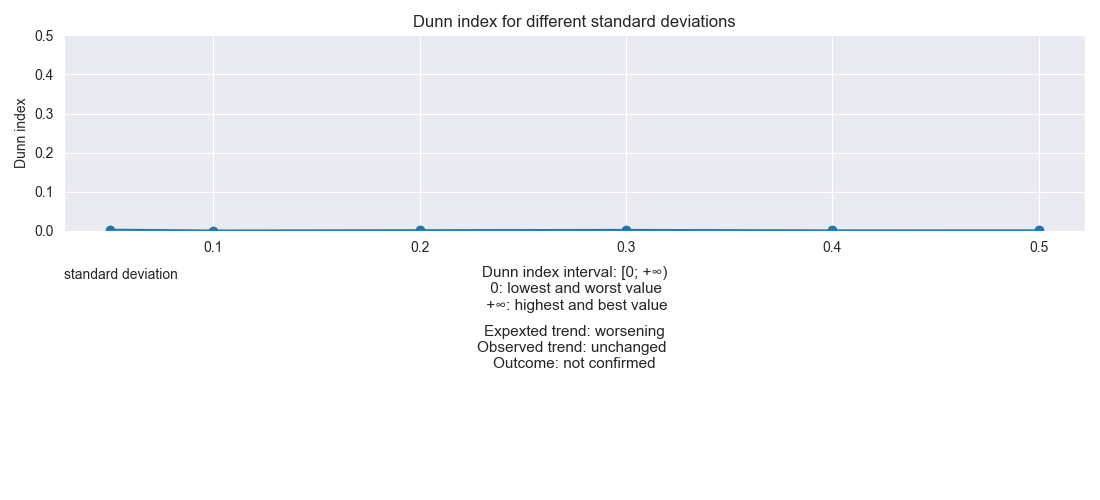 Dunn index for different standard deviations
0.5
0.4
0.3
0.2
0.1
0.0
Dunn index
0.1 0.2 0.3 0.4 0.5
standard deviation
Dunn index interval: [0; +∞)
0: lowest and worst value
+∞: highest and best value
Expexted trend: worsening
Observed trend: unchanged
Outcome: not confirmed